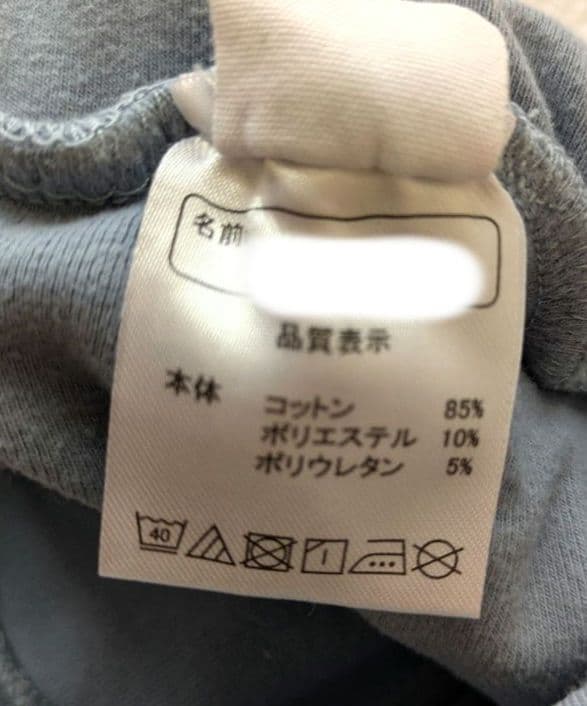 名前
品質表示
本体 コットン 85%
ポリエステル 10%
ポリウレタン 5%
40